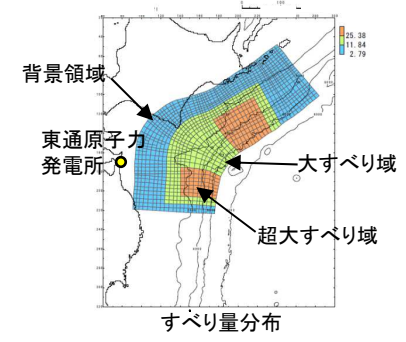 25.38
11.84
2.79
背景領域
東通原子力
発電所
大すべり域
超大すべり域
すべり量分布